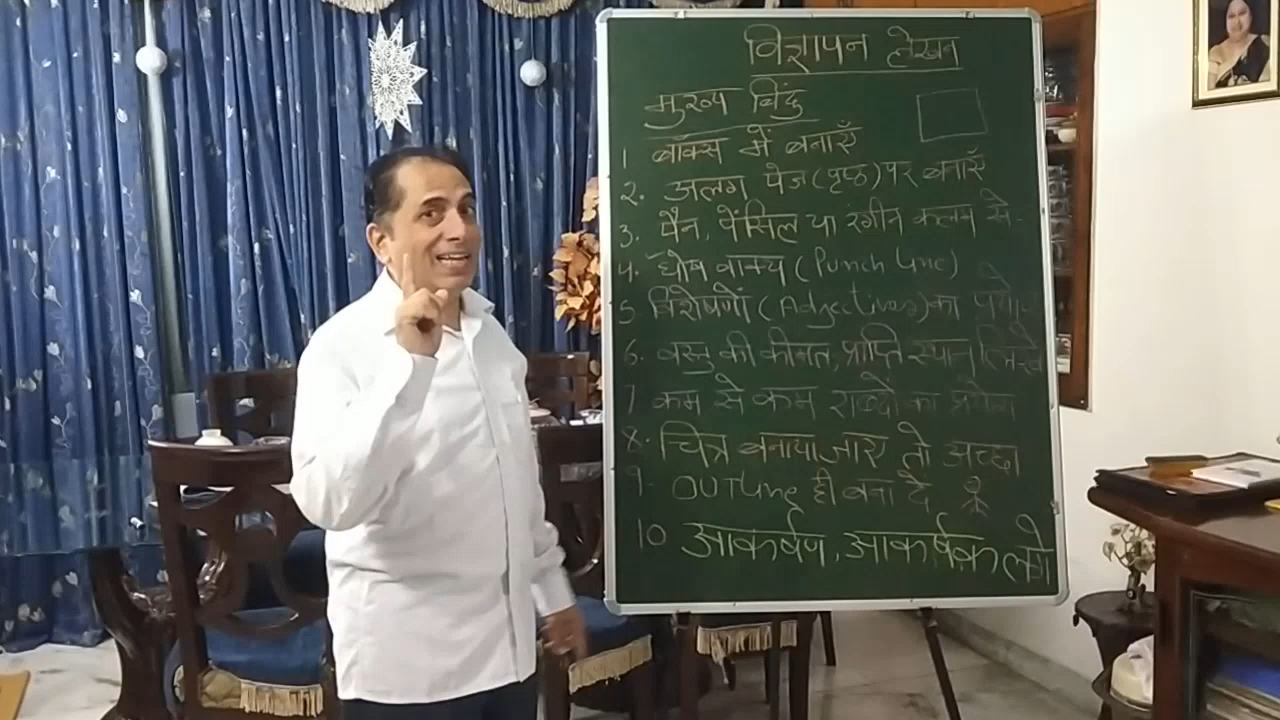 विज्ञापन लेखन
मुख्य बिंदु
1 बॉक्स में बनाएँ
2. अलग पेज (पृष्ठ) पर बनाएँ
3. पैन, पेंसिल या रंगीन कलम से-
4. घोष वाक्य (Punch Line)
5 विशेषणों (Adjectives) का प्रयोग
6. वस्तु की कीमत, प्राप्ति स्थान लिखें
7 कम से कम शब्दों का प्रयोग
8. चित्र बनाया जाए तो अच्छा
9. OUTLine ही बना दें
10 आकर्षण, आकर्षक लगे